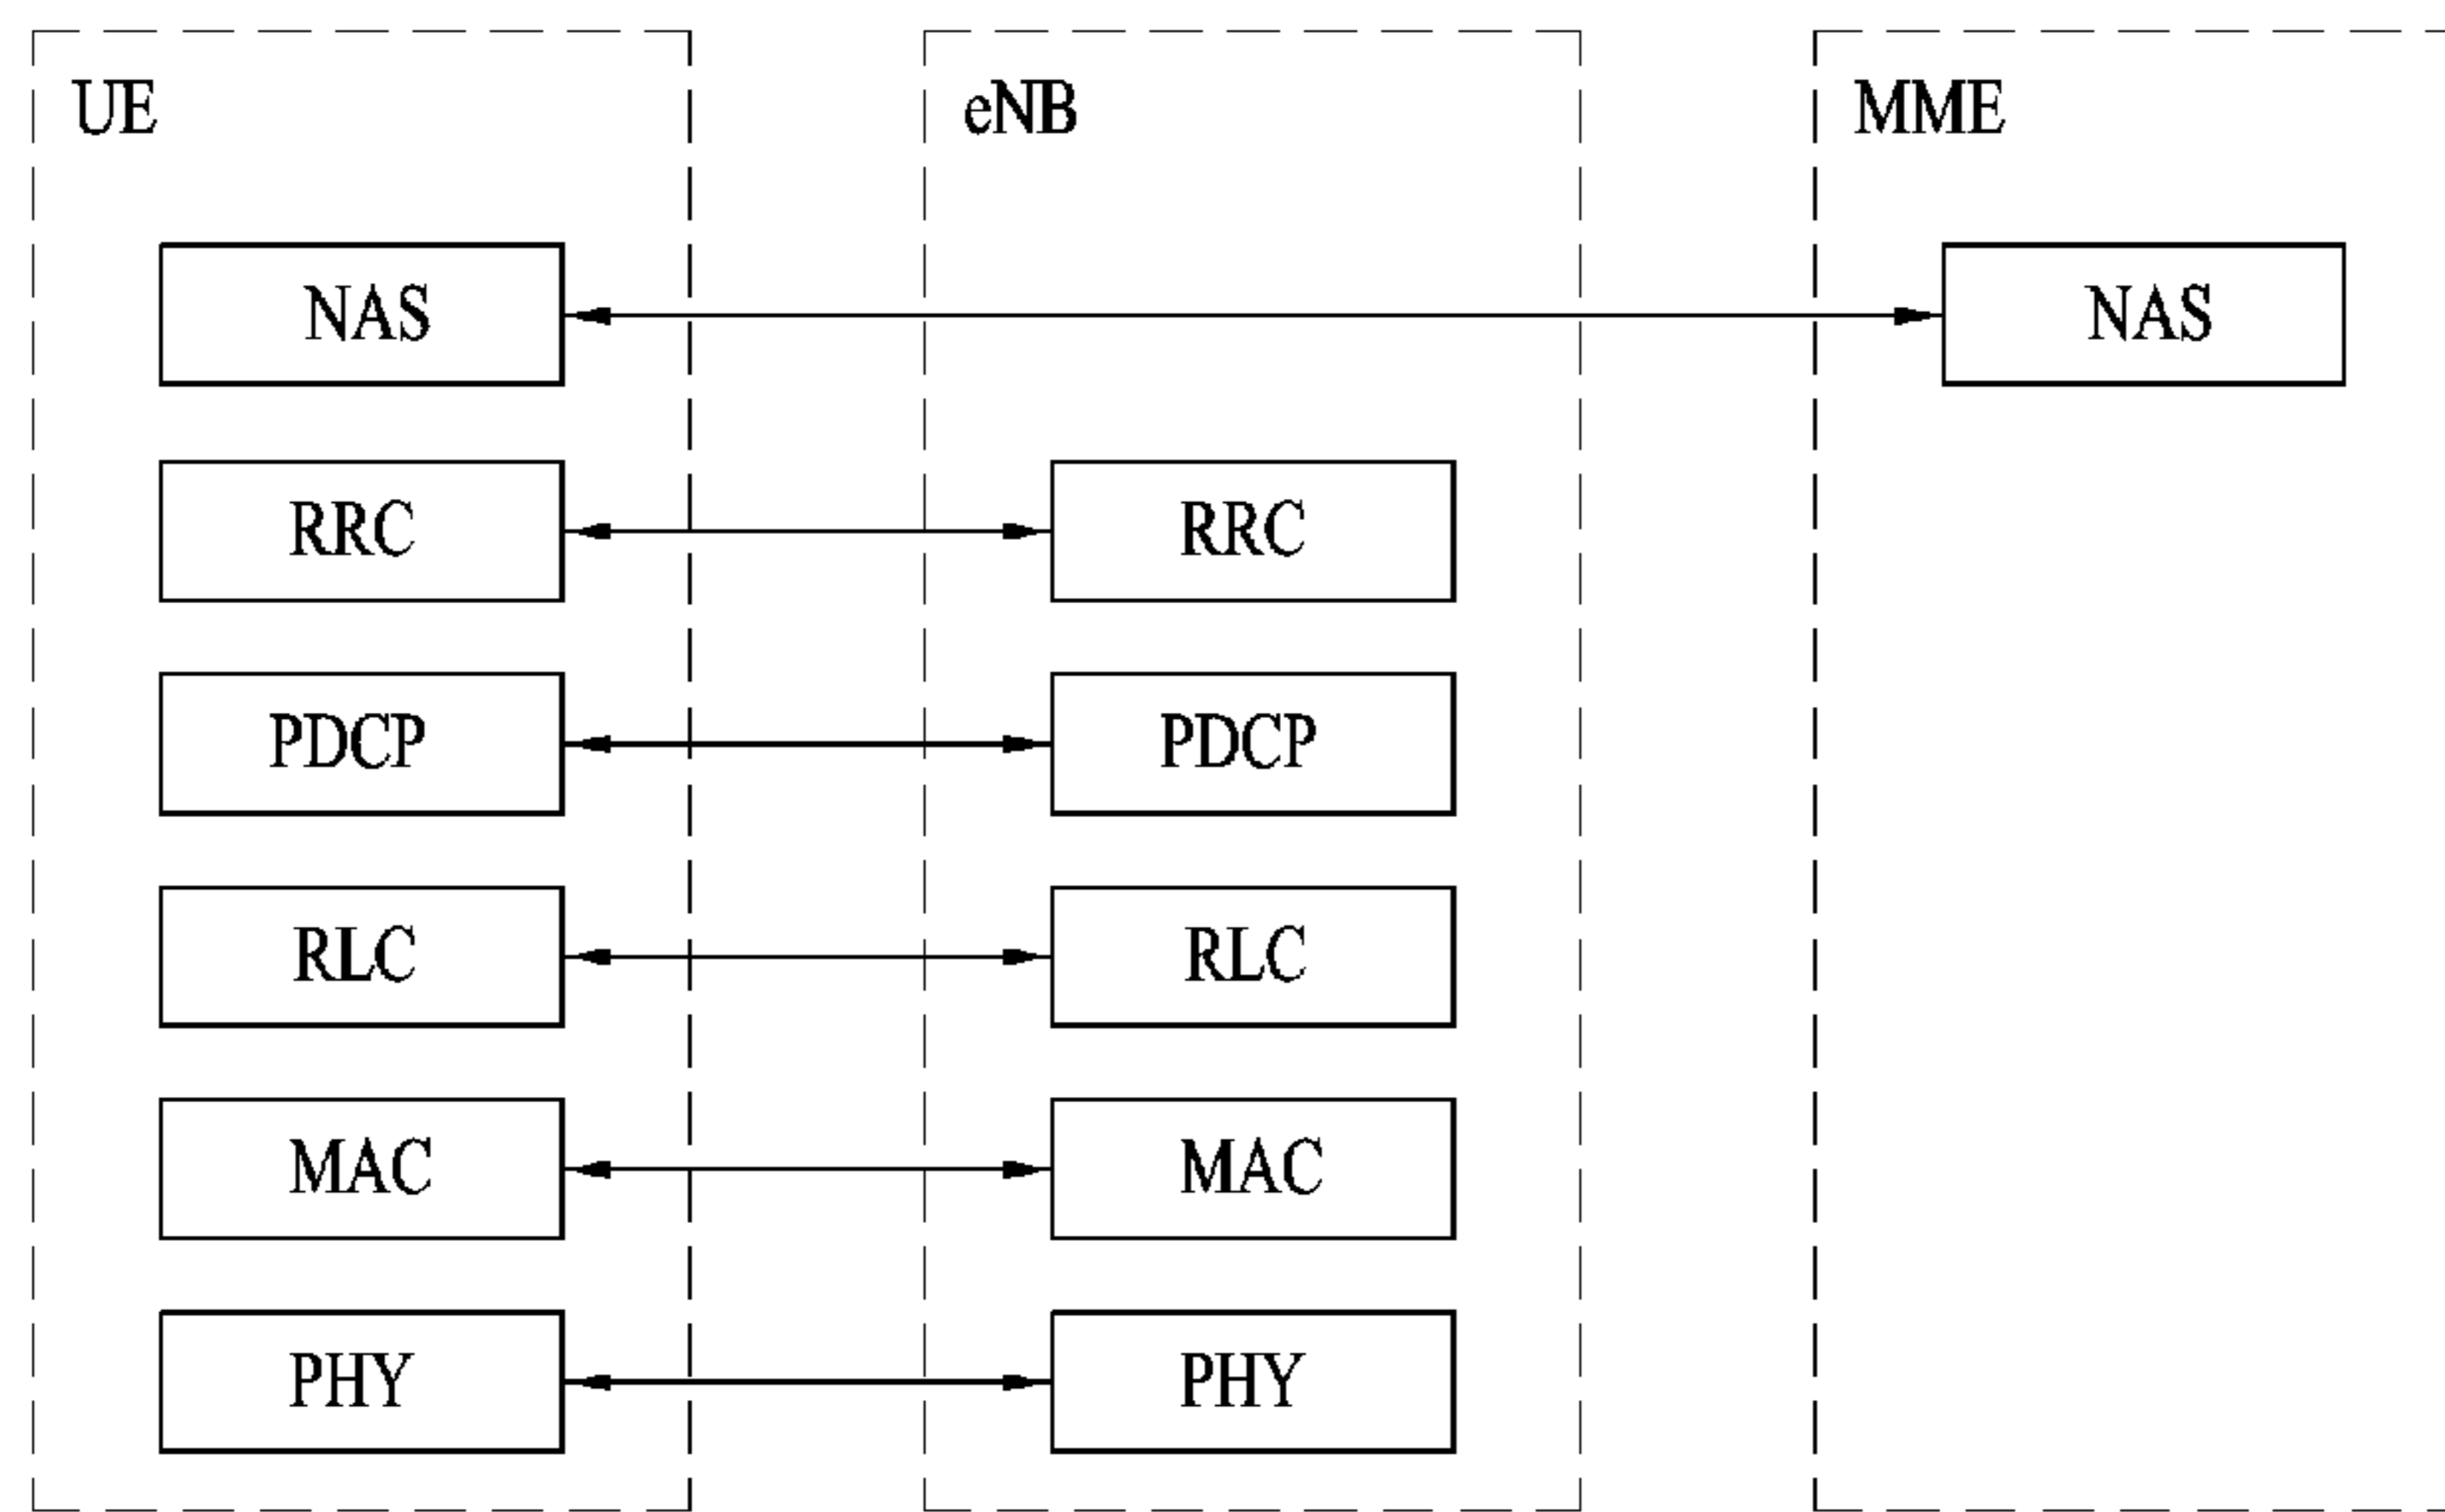 UE
eNB
MME
NAS
NAS
RRC
RRC
PDCP
PDCP
RLC
RLC
MAC
MAC
PHY
PHY